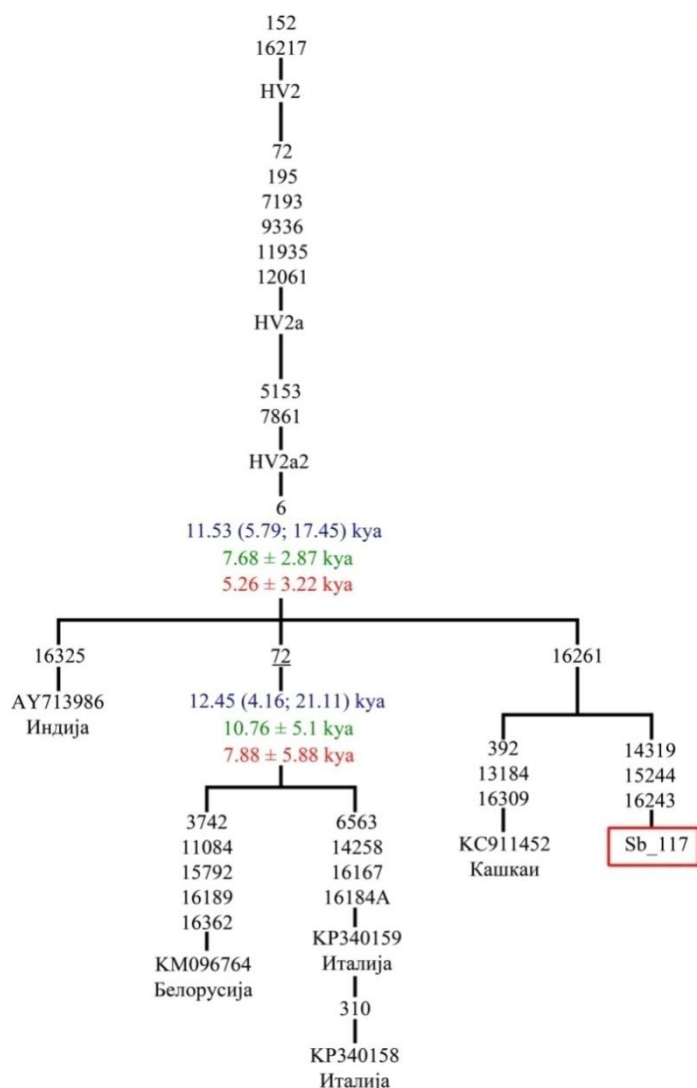 152
16217
HV2
72
195
7193
9336
11935
12061
HV2a
5153
7861
HV2a2
6
11.53 (5.79; 17.45) kya
7.68 ± 2.87 kya
5.26 ± 3.22 kya
16325
AY713986
Индија
72
12.45 (4.16; 21.11) kya
10.76 ± 5.1 kya
7.88 ± 5.88 kya
3742
11084
15792
16189
16362
KM096764
Белорусија
6563
14258
16167
16184A
KP340159
Италија
310
KP340158
Италија
16261
392
13184
16309
KC911452
Кашкаи
14319
15244
16243
Sb_117